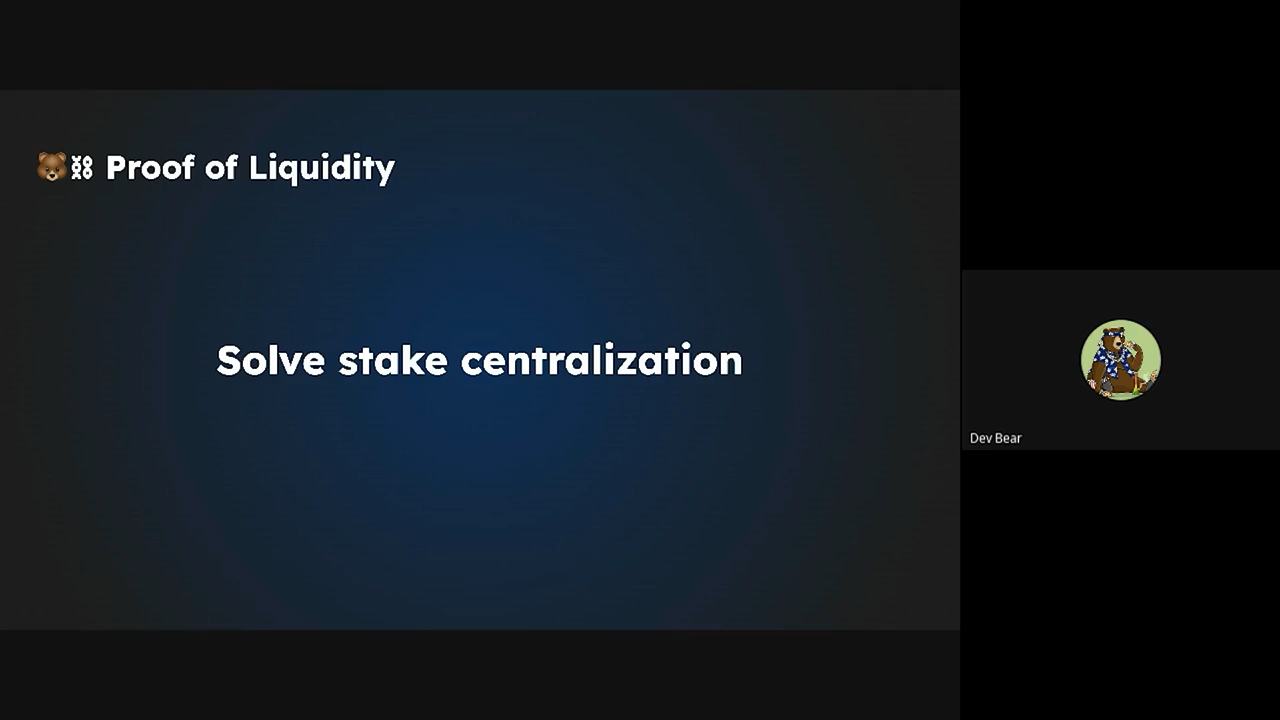 🐻⛓ Proof of Liquidity
Solve stake centralization
Dev Bear